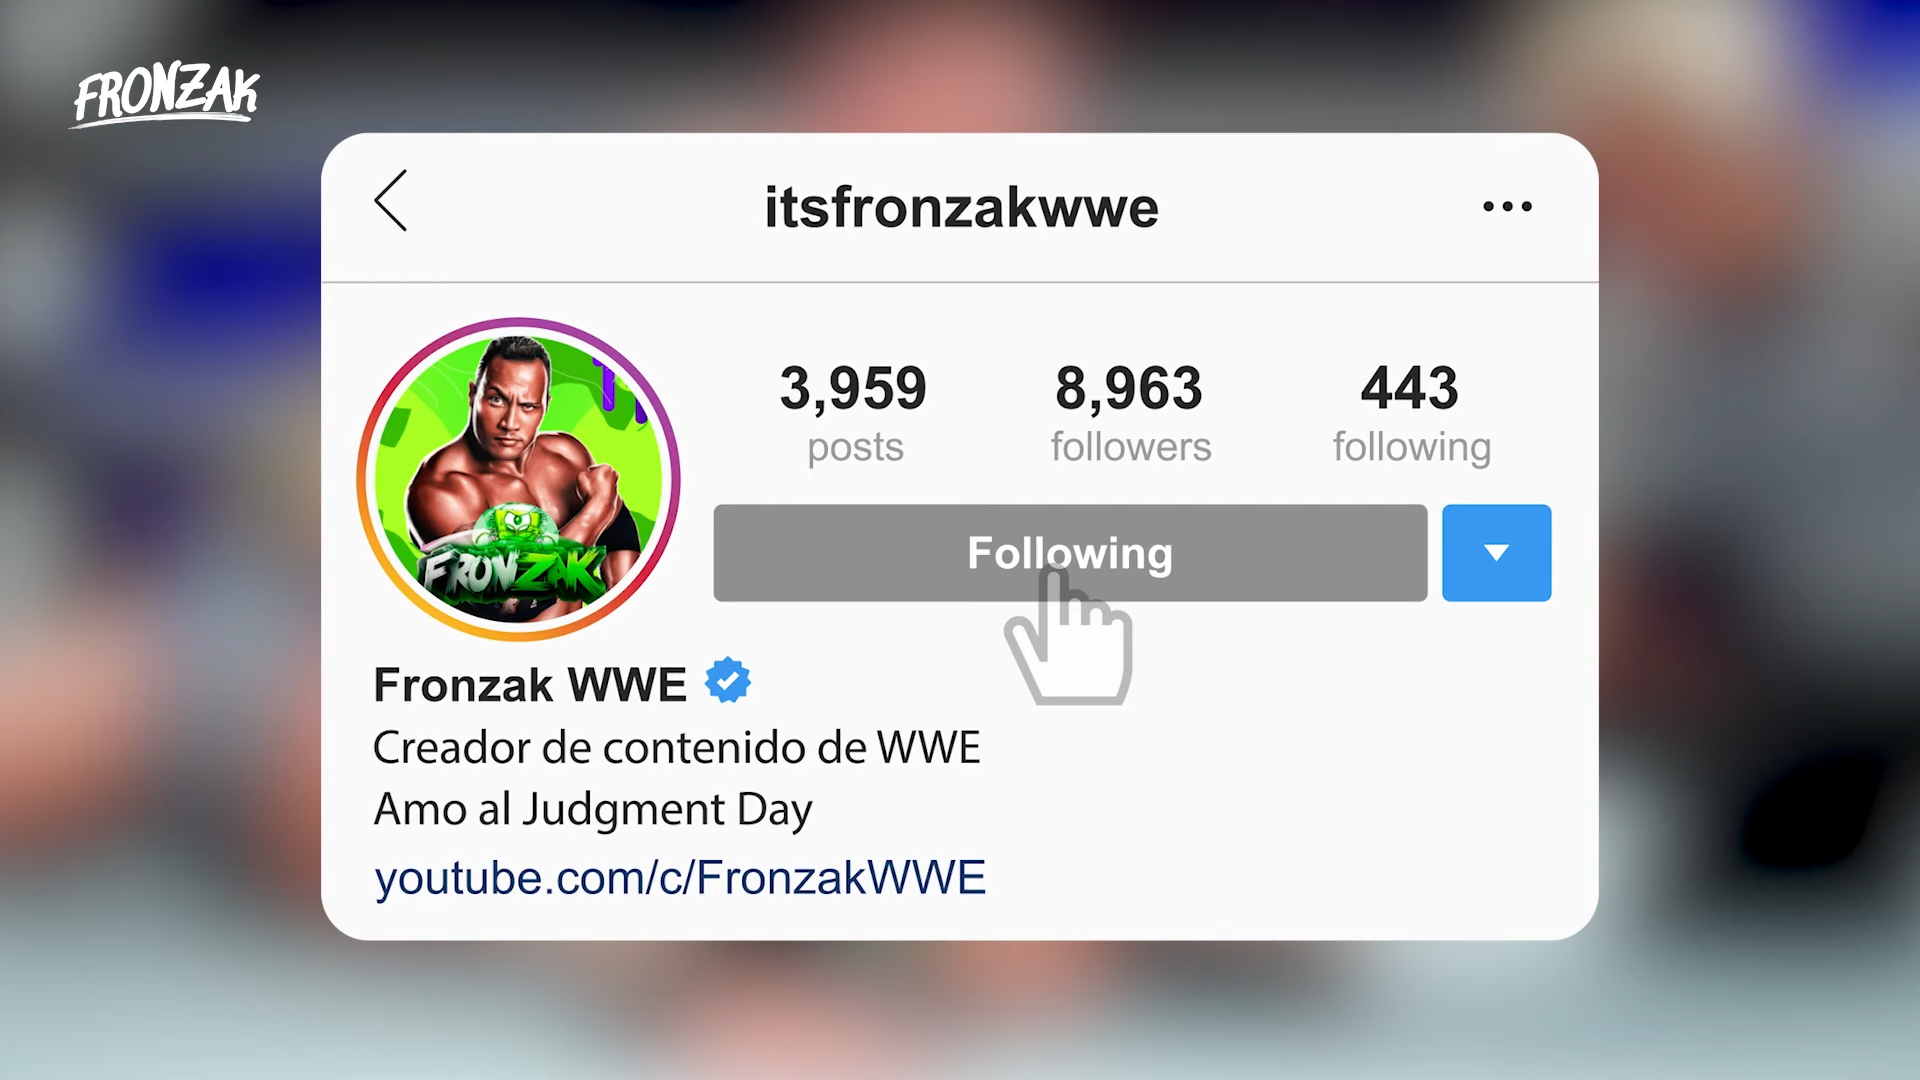 FRONZAK
itsfronzakwwe
3,959 8,963 443
posts followers following
Following
FRONZAK
Fronzak WWE
Creador de contenido de WWE
Amo al Judgment Day
youtube.com/c/FronzakWWE